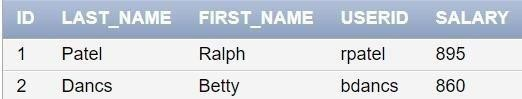 ID LAST_NAME FIRST_NAME USERID SALARY
1 Patel Ralph rpatel 895
2 Dancs Betty bdancs 860